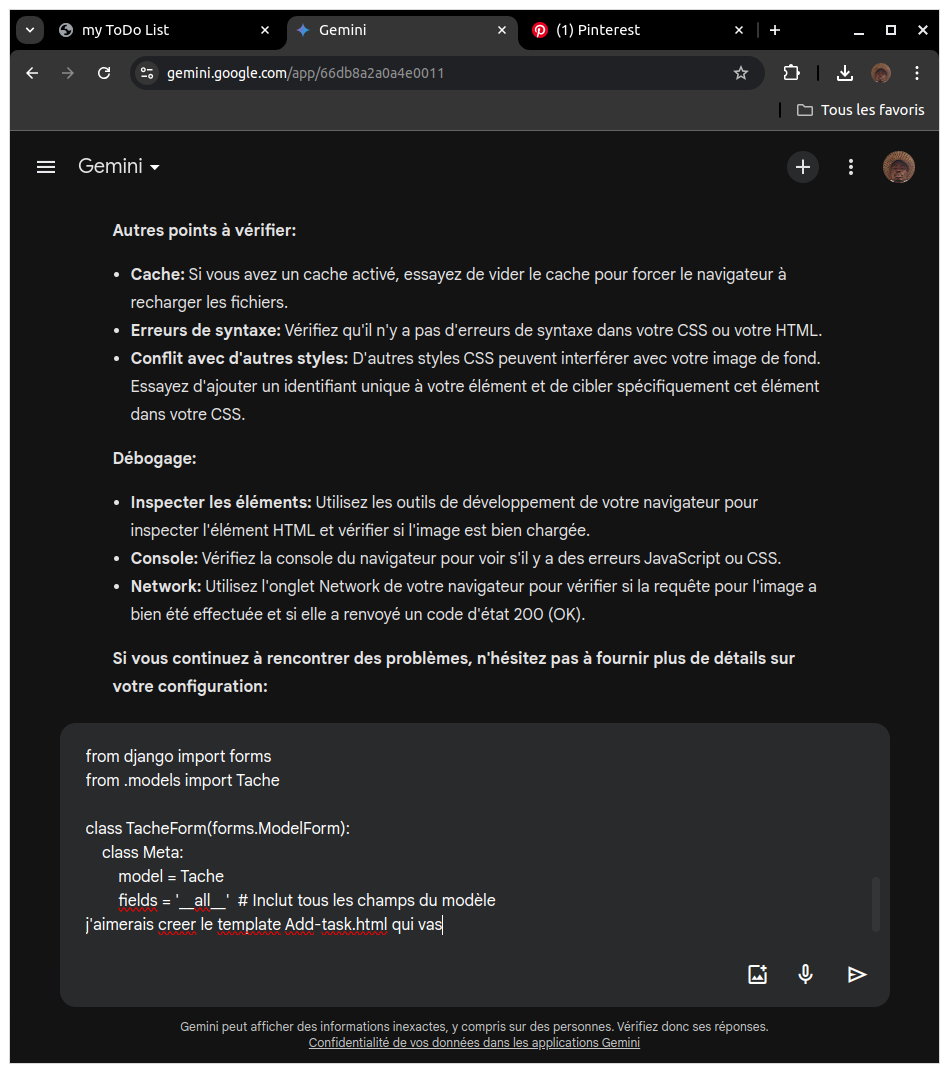 my ToDo List
Gemini
(1) Pinterest
gemini.google.com/app/66db8a2a0a4e0011
Tous les favoris
Gemini
Autres points à vérifier:
• Cache: Si vous avez un cache activé, essayez de vider le cache pour forcer le navigateur à
recharger les fichiers.
• Erreurs de syntaxe: Vérifiez qu'il n'y a pas d'erreurs de syntaxe dans votre CSS ou votre HTML.
• Conflit avec d'autres styles: D'autres styles CSS peuvent interférer avec votre image de fond.
Essayez d'ajouter un identifiant unique à votre élément et de cibler spécifiquement cet élément
dans votre CSS.
Débogage:
• Inspecter les éléments: Utilisez les outils de développement de votre navigateur pour
inspecter l'élément HTML et vérifier si l'image est bien chargée.
• Console: Vérifiez la console du navigateur pour voir s'il y a des erreurs JavaScript ou CSS.
• Network: Utilisez l'onglet Network de votre navigateur pour vérifier si la requête pour l'image a
bien été effectuée et si elle a renvoyé un code d'état 200 (OK).
Si vous continuez à rencontrer des problèmes, n'hésitez pas à fournir plus de détails sur
votre configuration:
from django import forms
from .models import Tache
class TacheForm(forms.ModelForm):
class Meta:
model = Tache
fields = '__all__' # Inclut tous les champs du modèle
j'aimerais creer le template Add-task.html qui vas
Gemini peut afficher des informations inexactes, y compris sur des personnes. Vérifiez donc ses réponses.
Confidentialité de vos données dans les applications Gemini